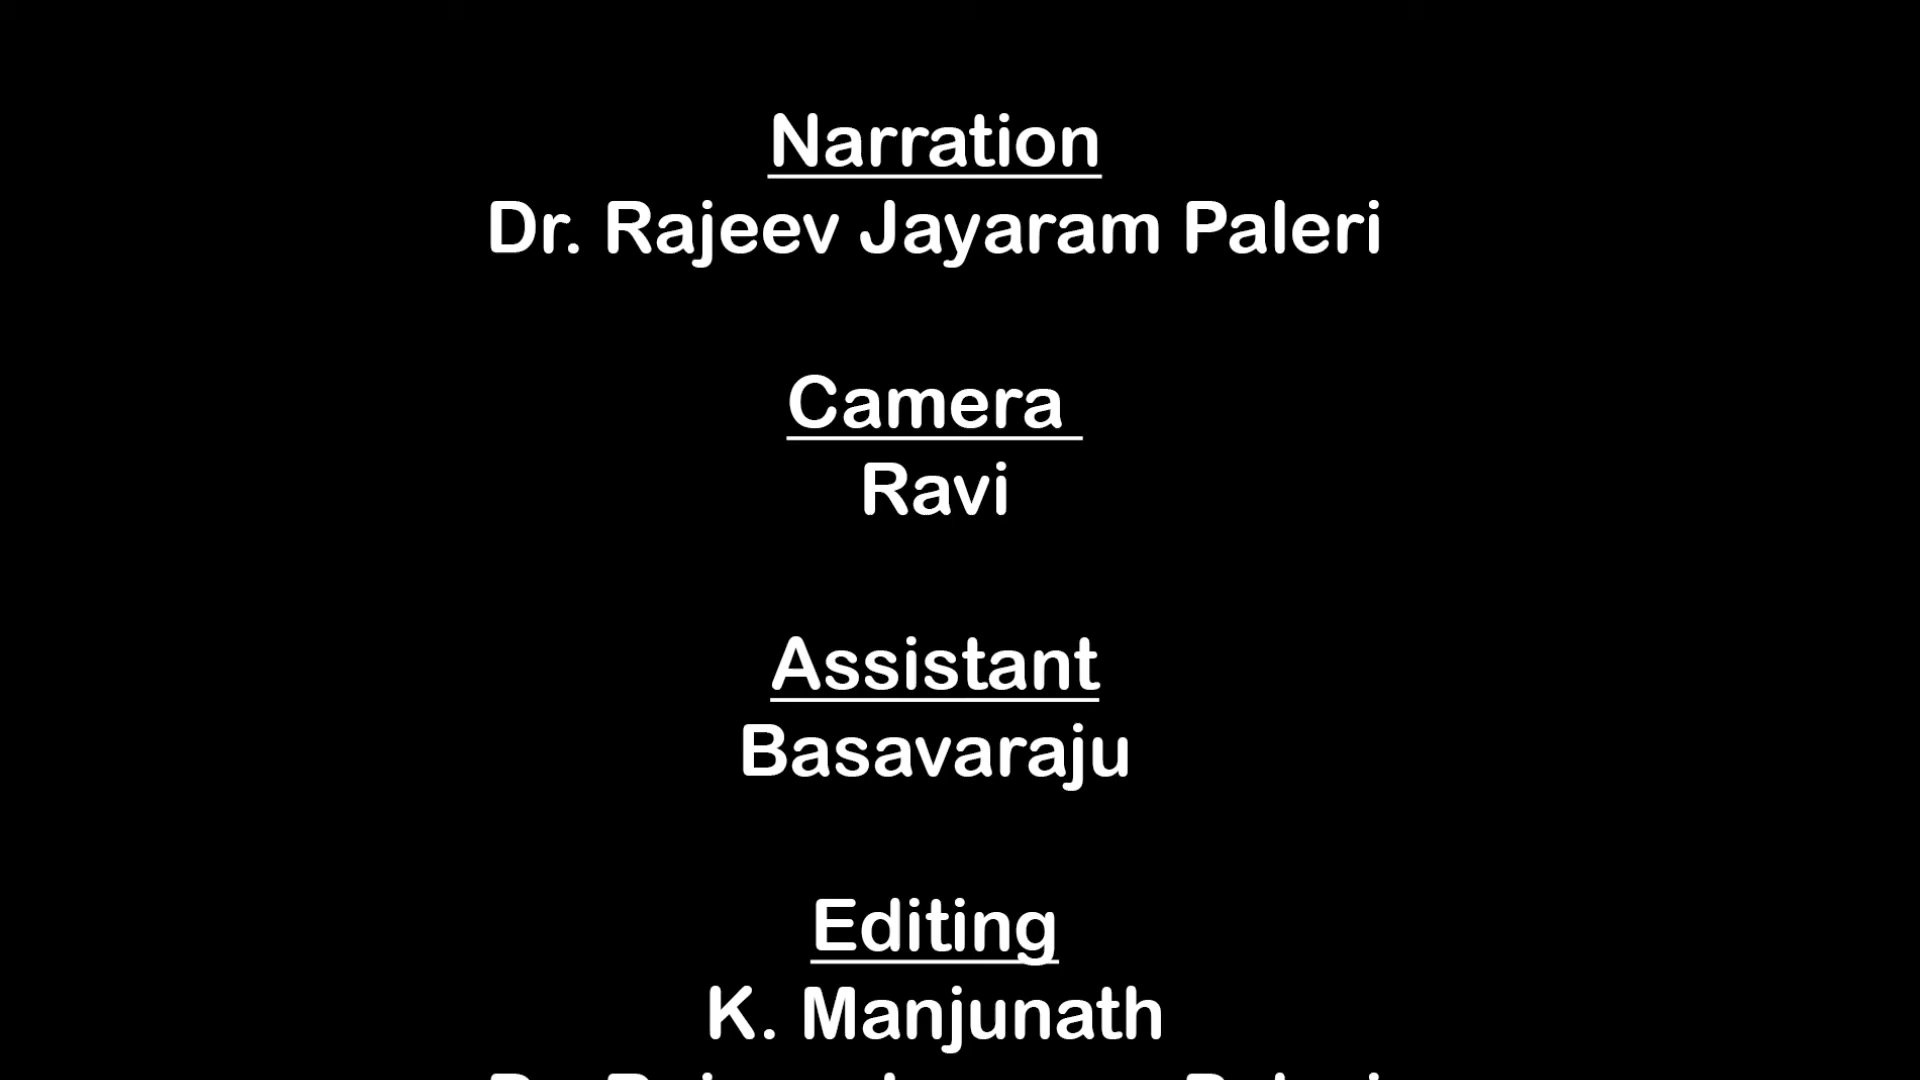 Narration
Dr. Rajeev Jayaram Paleri
Camera
Ravi
Assistant
Basavaraju
Editing
K. Manjunath